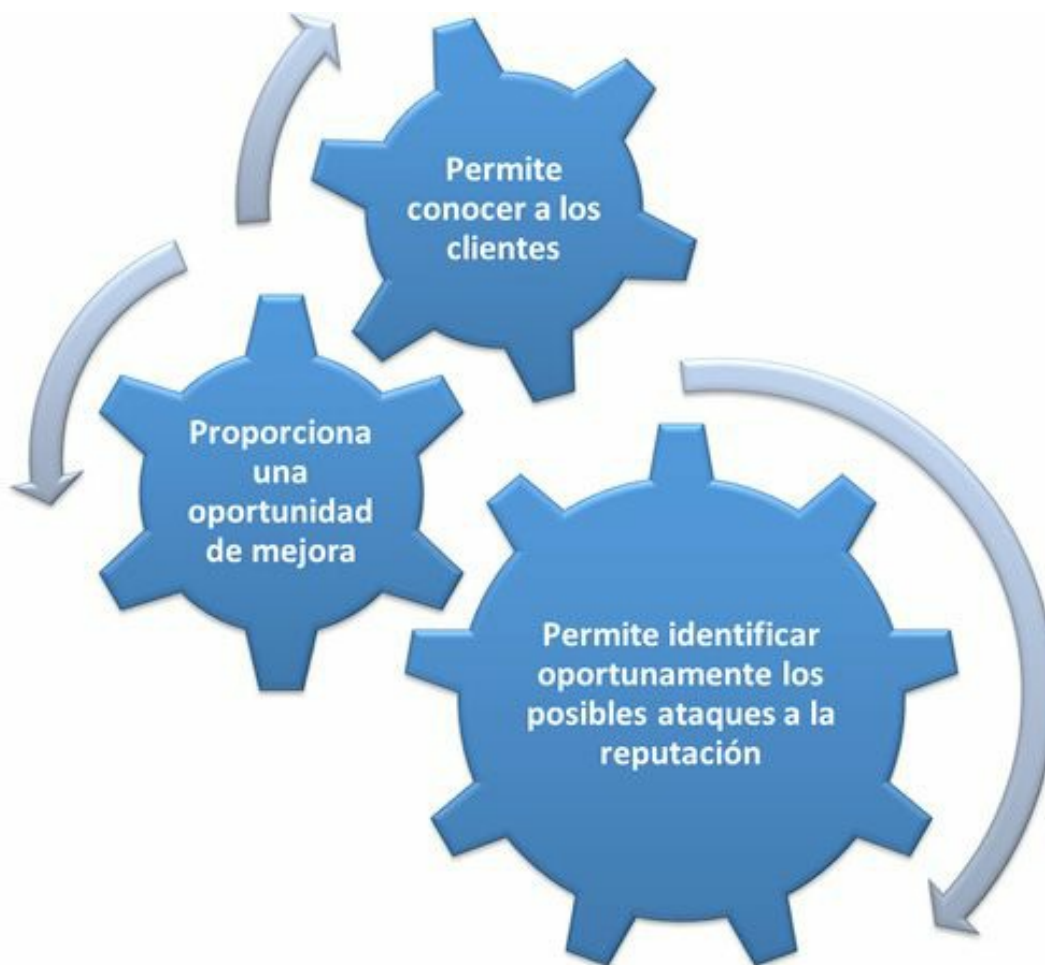 Permite
conocer a los
clientes
Proporciona
una
oportunidad
de mejora
Permite identificar
oportunamente los
posibles ataques a la
reputación